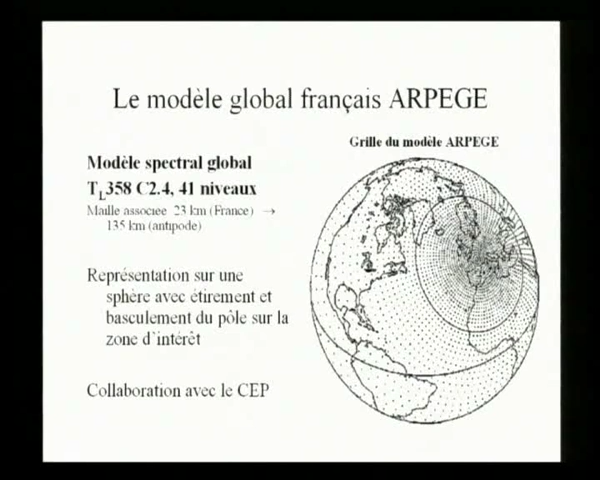 Le modèle global français ARPEGE
Grille du modèle ARPEGE
Modèle spectral global
TL358 C2.4, 41 niveaux
Maille associee 23 km (France) →
135 km (antipode)
Représentation sur une
sphère avec étirement et
basculement du pôle sur la
zone d'intérêt
Collaboration avec le CEP